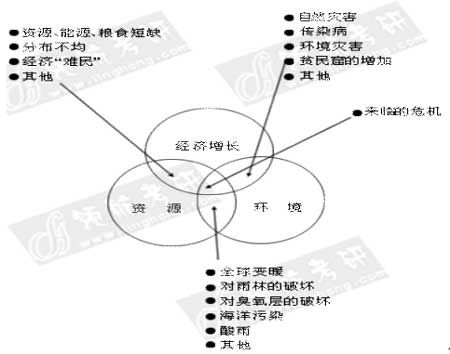 ●资源、能源、粮食短缺
●分布不均
●经济“难民”
●其他
●自然灾害
●传染病
●环境灾害
●贫民窟的增加
●其他
●来临的危机
经济增长
资 源
环 境
●全球变暖
●对雨林的破坏
●对臭氧层的破坏
●海洋污染
●酸雨
●其他